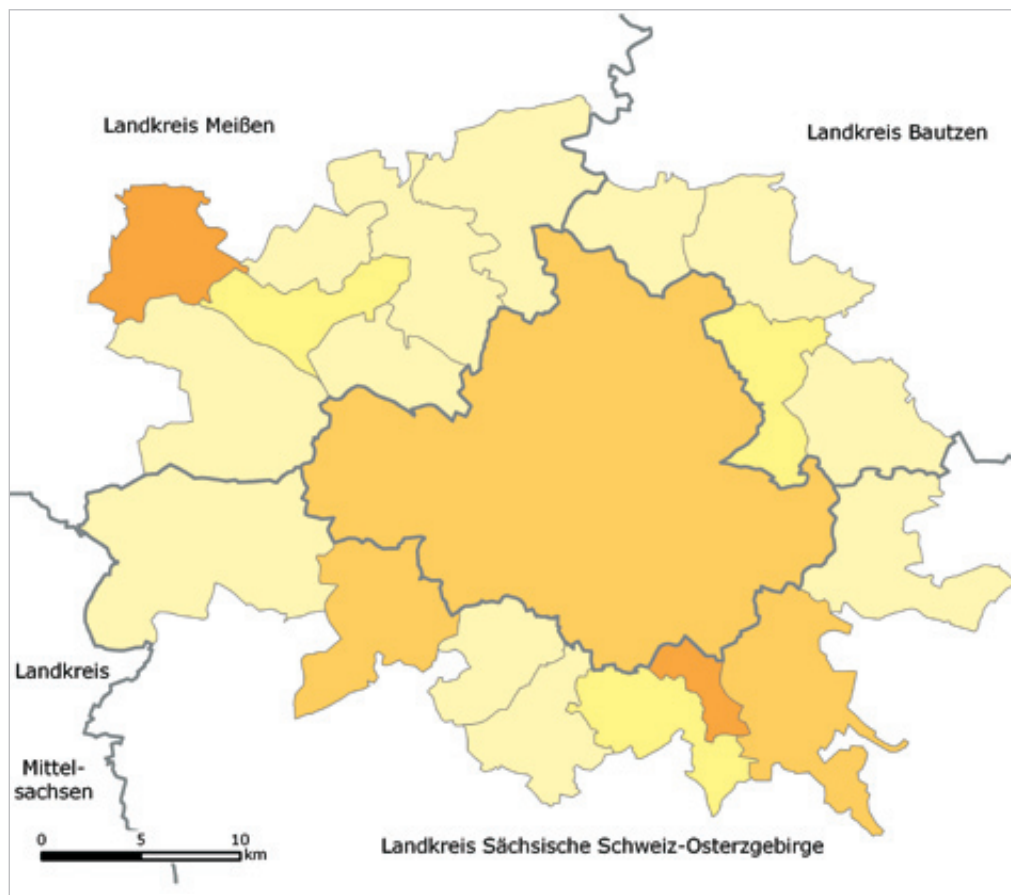 Landkreis Meißen
Landkreis Bautzen
Landkreis
Mittel-
sachsen
0 5 10
km
Landkreis Sächsische Schweiz-Osterzgebirge